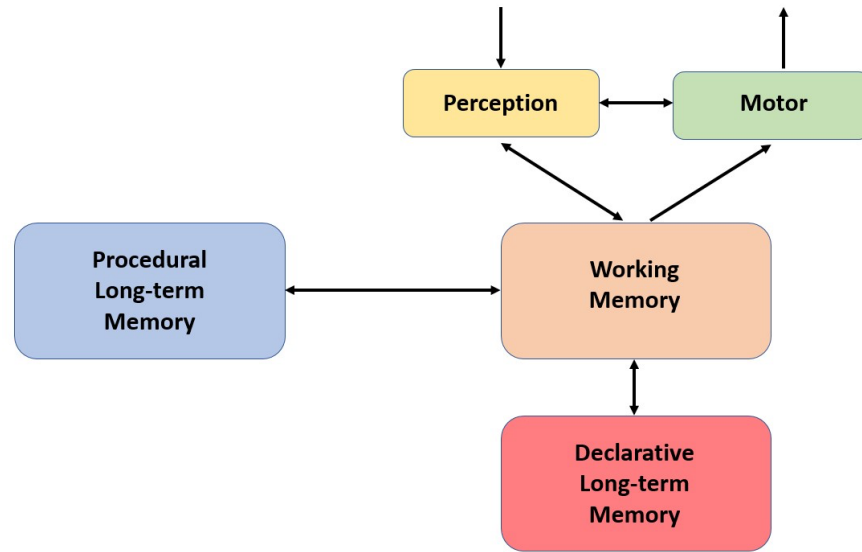 Perception
Motor
Procedural
Long-term
Memory
Working
Memory
Declarative
Long-term
Memory